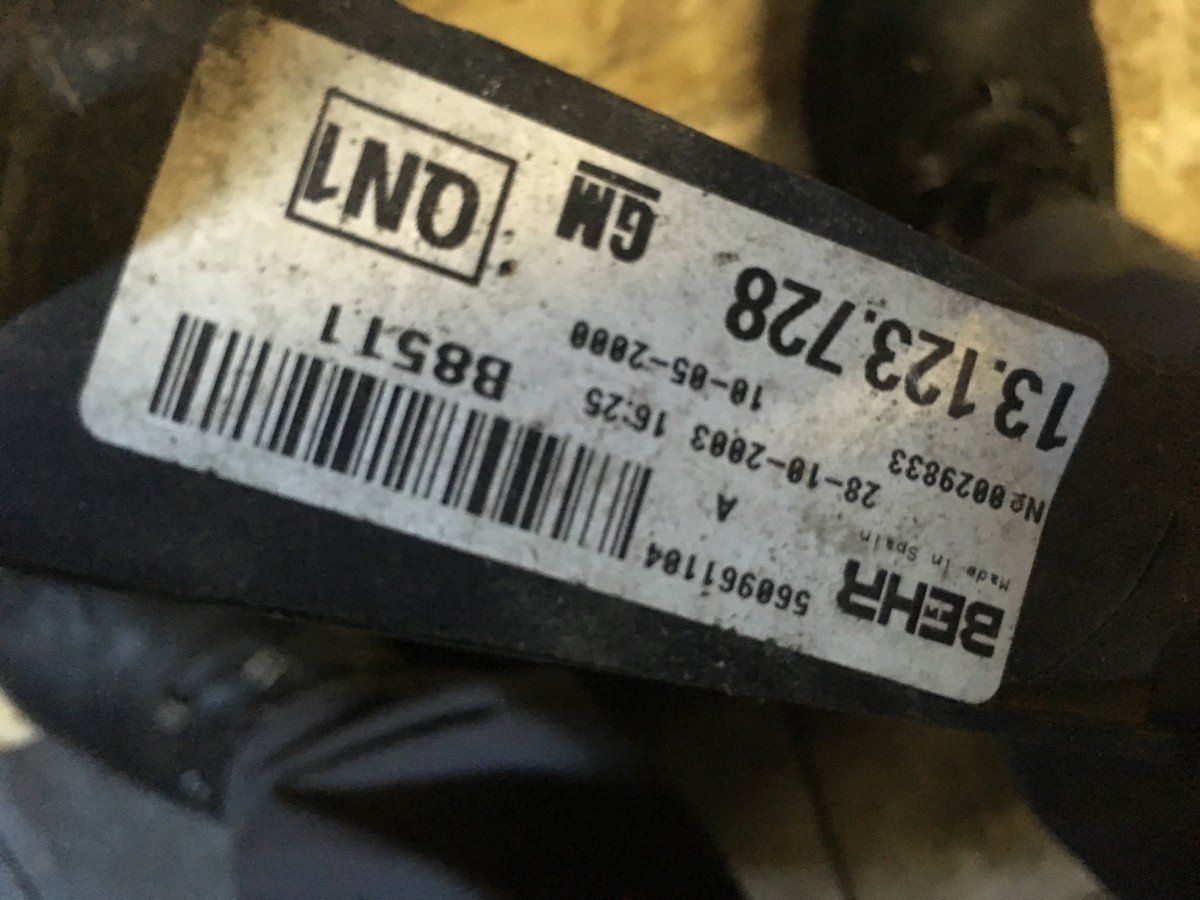 BEHR 560961104
Made in Spain A
28-10-2003 16:25 B8511
№0029833 10-05-2000
13.123.728 GM QN1